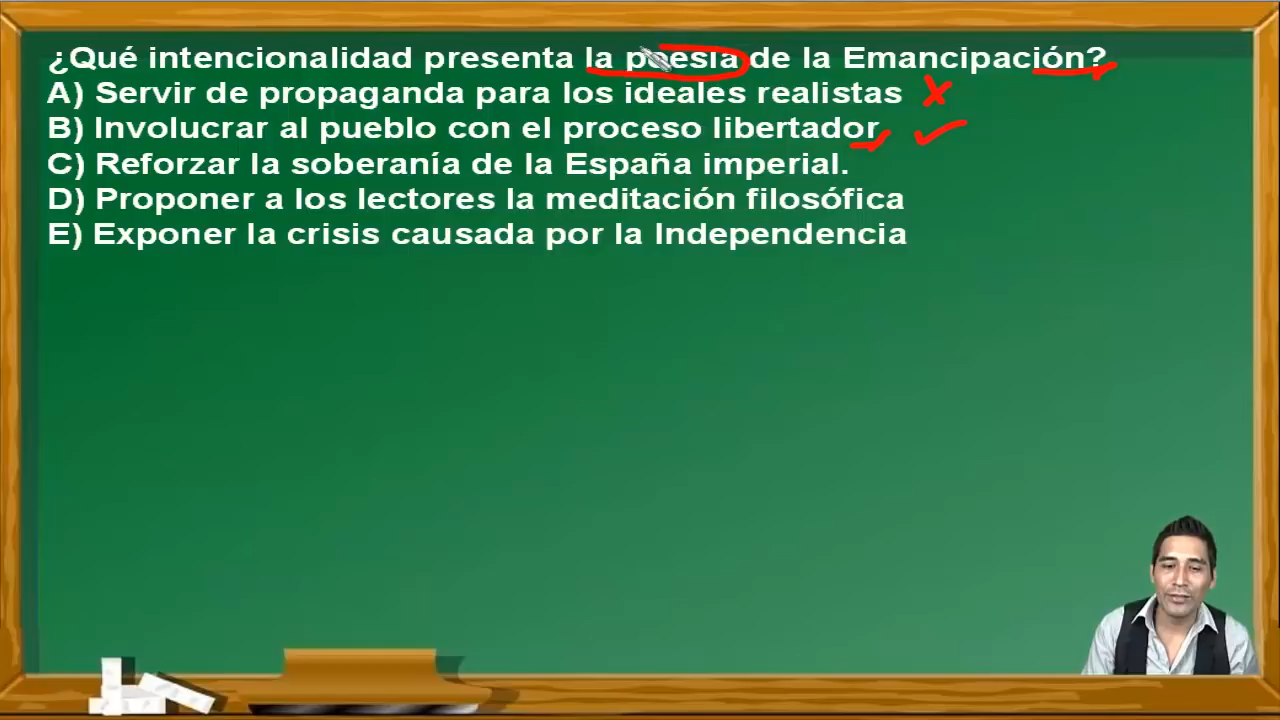 ¿Qué intencionalidad presenta la poesía de la Emancipación?
A) Servir de propaganda para los ideales realistas
B) Involucrar al pueblo con el proceso libertador
C) Reforzar la soberanía de la España imperial.
D) Proponer a los lectores la meditación filosófica
E) Exponer la crisis causada por la Independencia